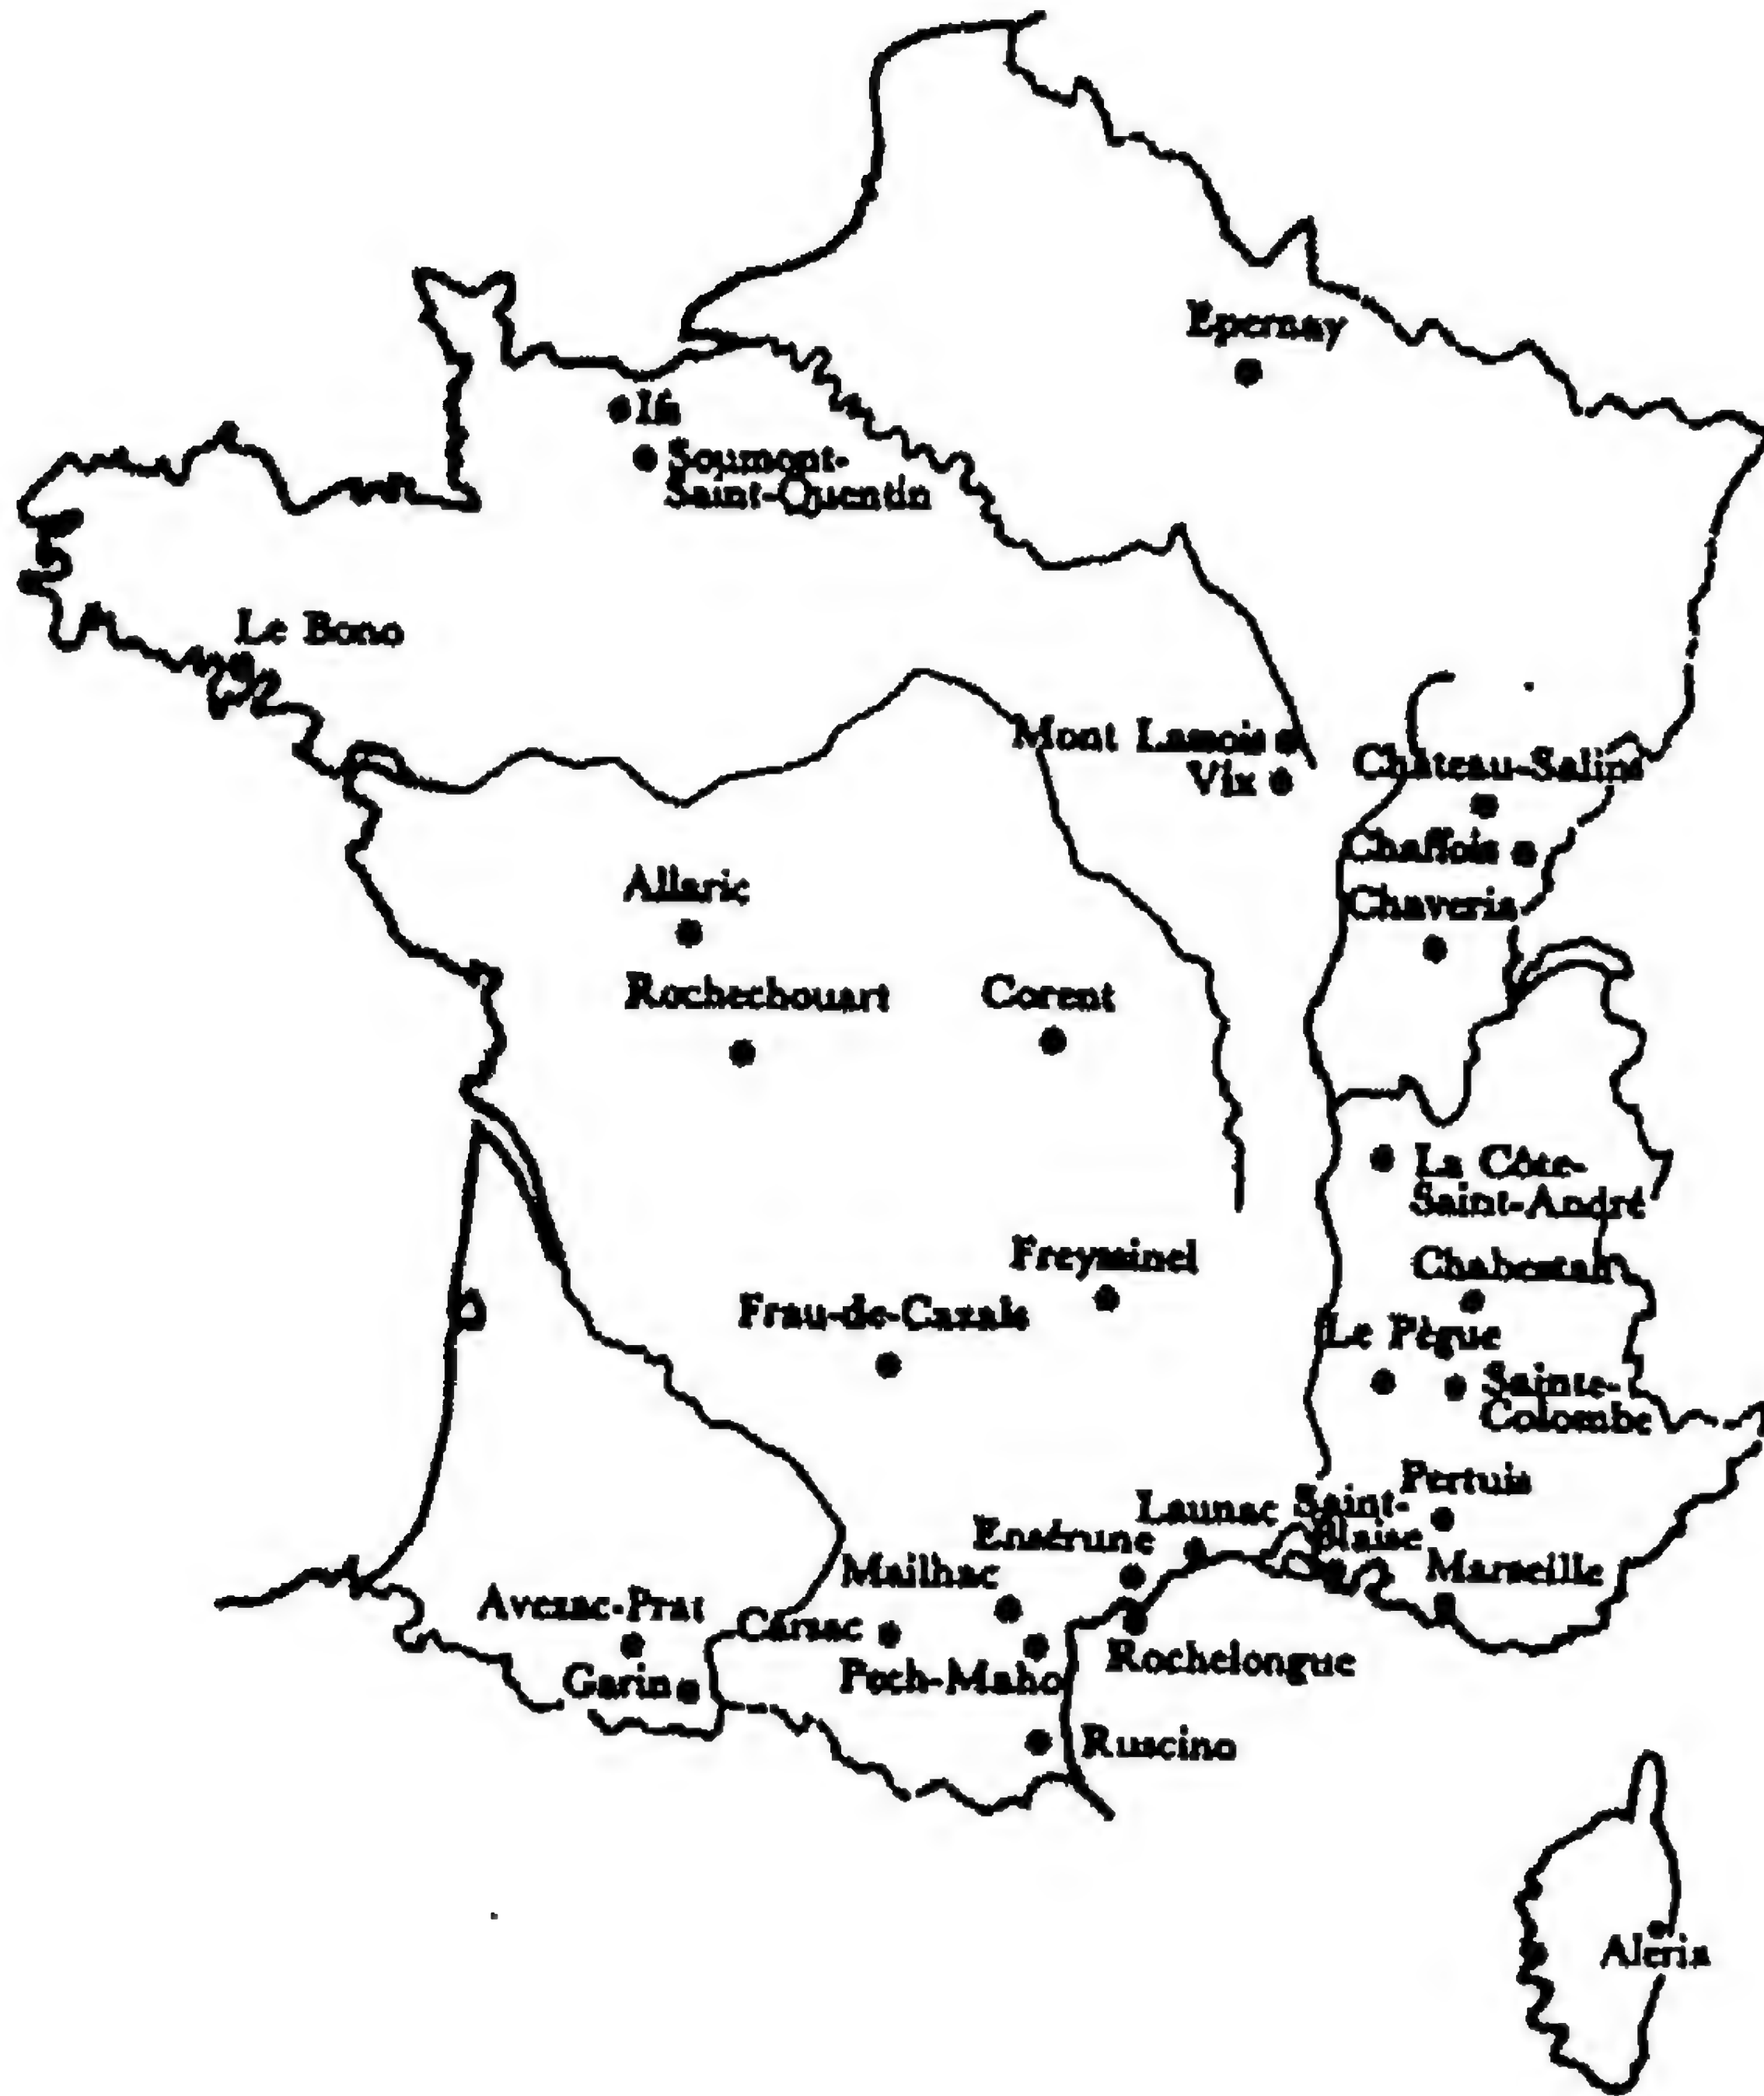 Epernay
Ifs
Soumont-
Saint-Quentin
Le Bono
Mont Lassois
Vix
Château-Salins
Chaffois
Chaveria
Allaric
Rochechouart
Corent
La Côte-
Saint-André
Freyssinel
Chabestan
Frau-de-Cazals
Le Pègue
Sainte-
Colombe
Pertuis
Launac
Saint-
Blaise
Ensérune
Mailhac
Marseille
Avezac-Prat
Carsac
Rochelongue
Garin
Pech-Maho
Ruscino
Aleria